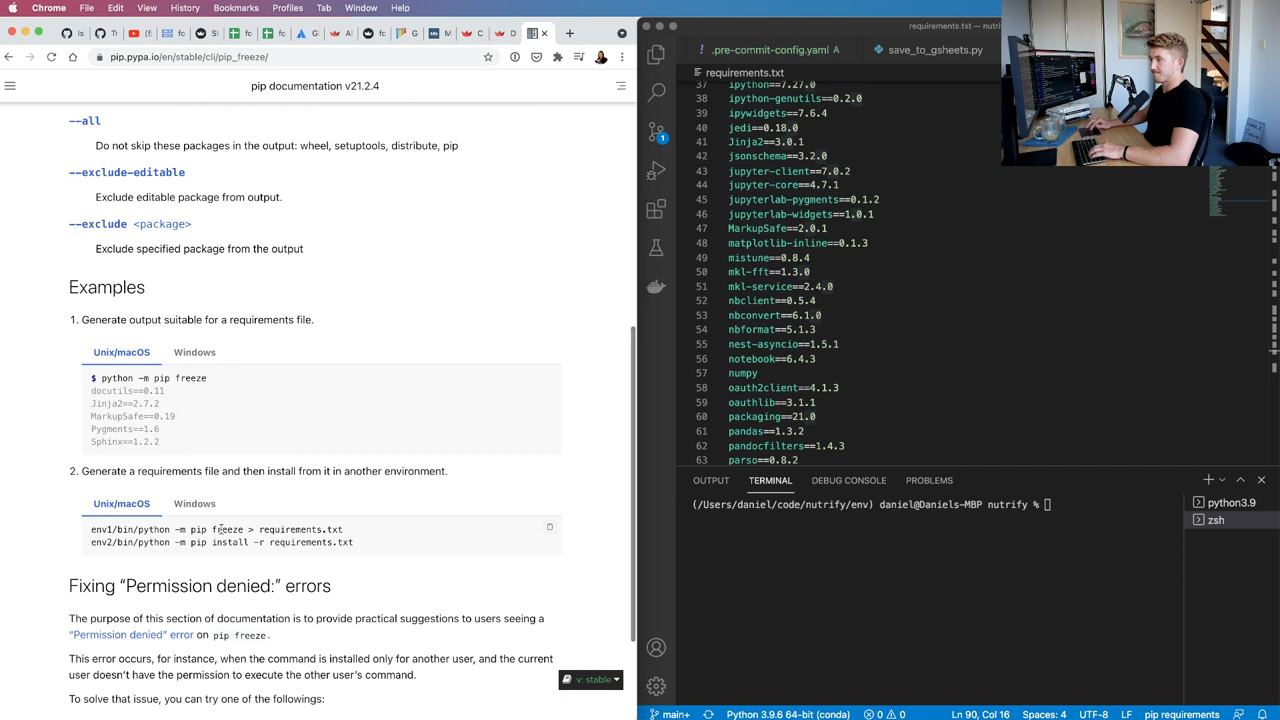 Chrome File Edit View History Bookmarks Profiles Tab Window Help
pip.pypa.io/en/stable/cli/pip_freeze/
pip documentation v21.2.4
--all
Do not skip these packages in the output: wheel, setuptools, distribute, pip
--exclude-editable
Exclude editable package from output.
--exclude <package>
Exclude specified package from the output
Examples
1. Generate output suitable for a requirements file.
Unix/macOS Windows
$ python -m pip freeze
docutils==0.11
Jinja2==2.7.2
MarkupSafe==0.19
Pygments==1.6
Sphinx==1.2.2
2. Generate a requirements file and then install from it in another environment.
Unix/macOS Windows
env1/bin/python -m pip freeze > requirements.txt
env2/bin/python -m pip install -r requirements.txt
Fixing “Permission denied:” errors
The purpose of this section of documentation is to provide practical suggestions to users seeing a
“Permission denied” error on pip freeze.
This error occurs, for instance, when the command is installed only for another user, and the current
user doesn't have the permission to execute the other user's command.
To solve that issue, you can try one of the followings:
v: stable
requirements.txt — nutrify
! .pre-commit-config.yaml A save_to_gsheets.py
requirements.txt
37 ipython==7.27.0
38 ipython-genutils==0.2.0
39 ipywidgets==7.6.4
40 jedi==0.18.0
41 Jinja2==3.0.1
42 jsonschema==3.2.0
43 jupyter-client==7.0.2
44 jupyter-core==4.7.1
45 jupyterlab-pygments==0.1.2
46 jupyterlab-widgets==1.0.1
47 MarkupSafe==2.0.1
48 matplotlib-inline==0.1.3
49 mistune==0.8.4
50 mkl-fft==1.3.0
51 mkl-service==2.4.0
52 nbclient==0.5.4
53 nbconvert==6.1.0
54 nbformat==5.1.3
55 nest-asyncio==1.5.1
56 notebook==6.4.3
57 numpy
58 oauth2client==4.1.3
59 oauthlib==3.1.1
60 packaging==21.0
61 pandas==1.3.2
62 pandocfilters==1.4.3
63 parso==0.8.2
1
OUTPUT TERMINAL DEBUG CONSOLE PROBLEMS
(/Users/daniel/code/nutrify/env) daniel@Daniels-MBP nutrify %
python3.9
zsh
main+ Python 3.9.6 64-bit (conda) 0 0 Ln 90, Col 16 Spaces: 4 UTF-8 LF pip requirements